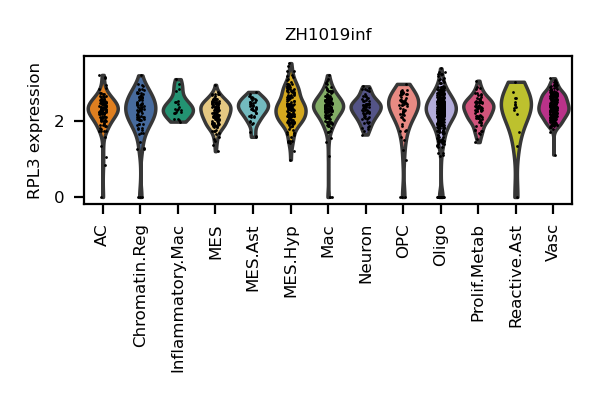 ZH1019inf
RPL3 expression
2
0
AC
Chromatin.Reg
Inflammatory.Mac
MES
MES.Ast
MES.Hyp
Mac
Neuron
OPC
Oligo
Prolif.Metab
Reactive.Ast
Vasc